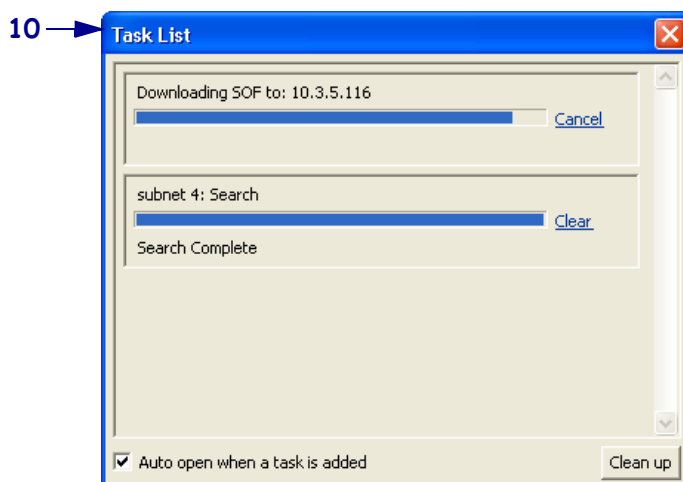 10
Task List
Downloading SOF to: 10.3.5.116
Cancel
subnet 4: Search
Clear
Search Complete
Auto open when a task is added
Clean up